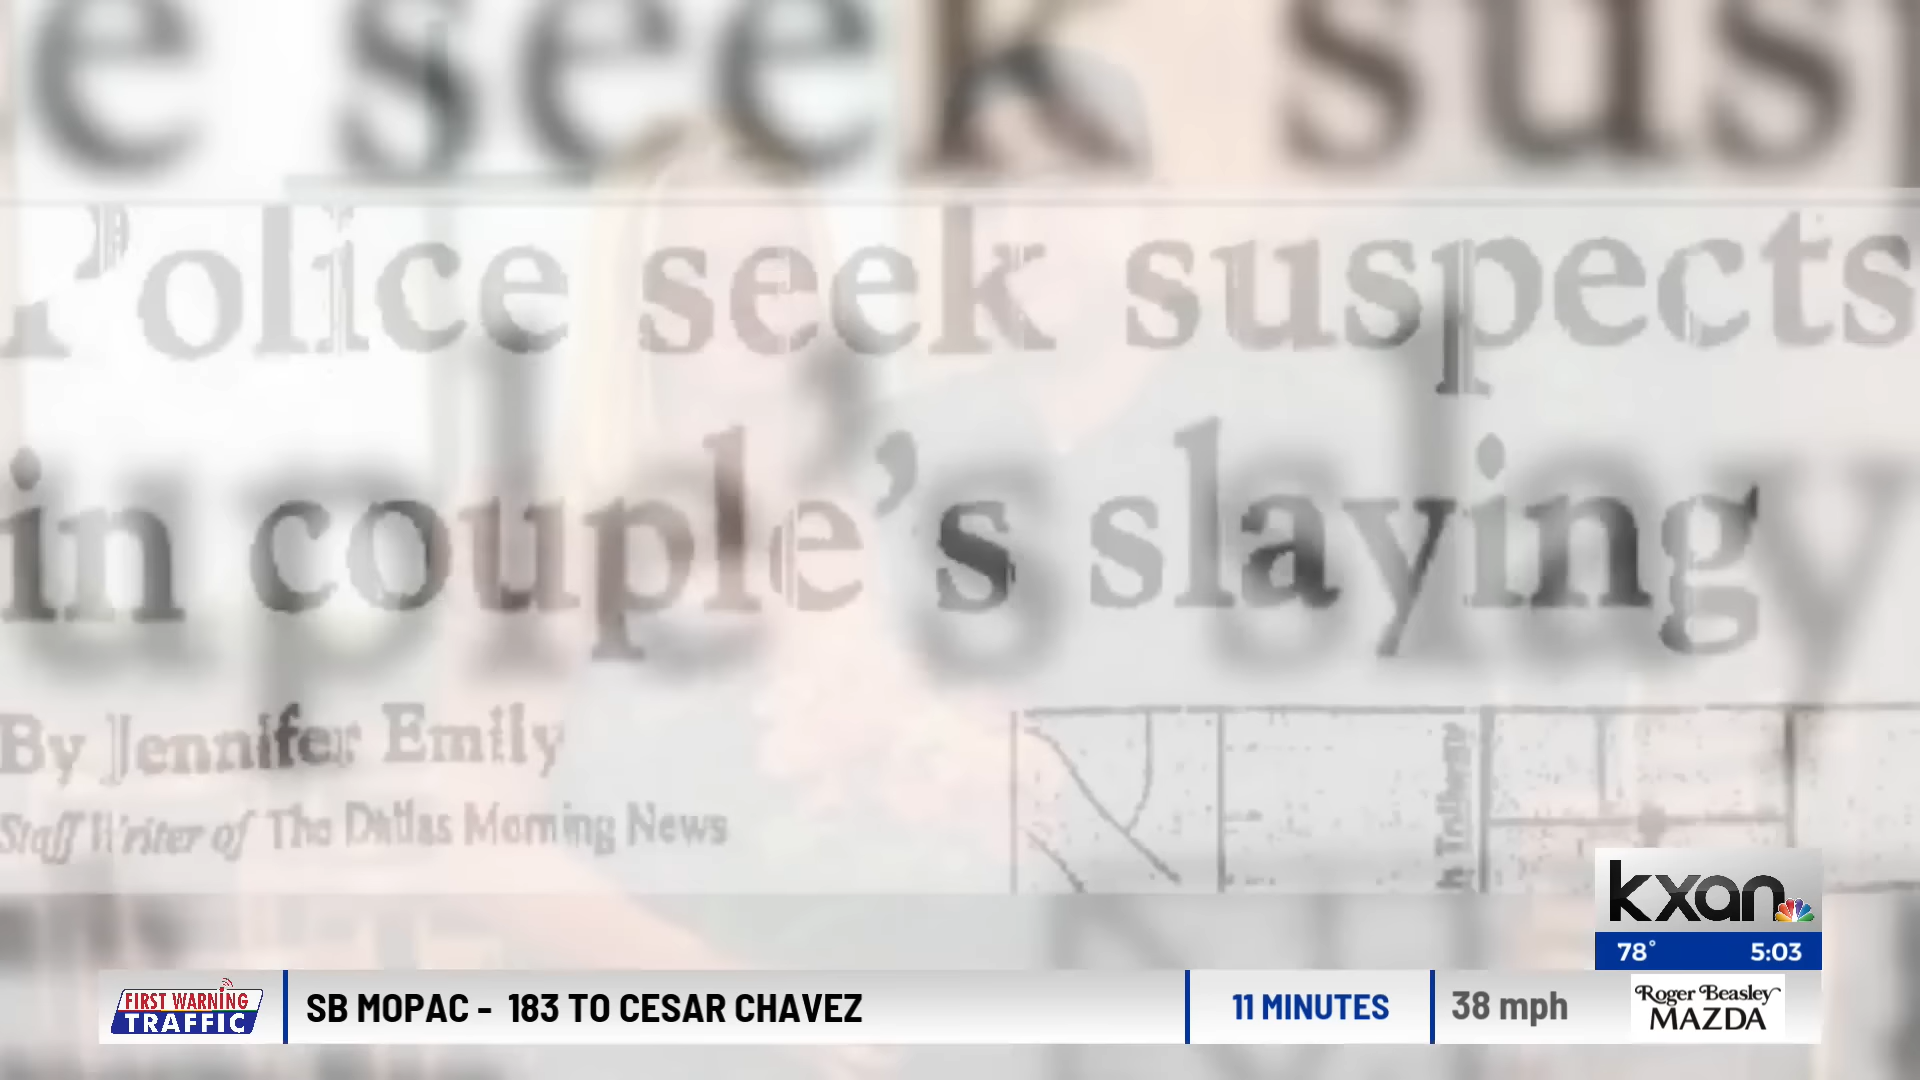 e seek sus
Police seek suspects
in couple's slaying
By Jennifer Emily
Staff Writer of The Dallas Morning News
kxan
78° 5:03
FIRST WARNING
TRAFFIC
SB MOPAC - 183 TO CESAR CHAVEZ
11 MINUTES
38 mph
Roger Beasley
MAZDA